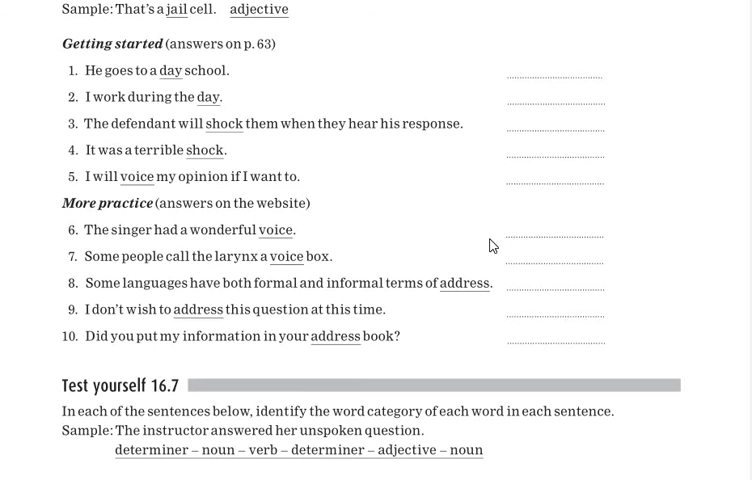 Sample: That's a jail cell. adjective
Getting started (answers on p. 63)
1. He goes to a day school.
2. I work during the day.
3. The defendant will shock them when they hear his response.
4. It was a terrible shock.
5. I will voice my opinion if I want to.
More practice (answers on the website)
6. The singer had a wonderful voice.
7. Some people call the larynx a voice box.
8. Some languages have both formal and informal terms of address.
9. I don't wish to address this question at this time.
10. Did you put my information in your address book?
Test yourself 16.7
In each of the sentences below, identify the word category of each word in each sentence.
Sample: The instructor answered her unspoken question.
determiner – noun – verb – determiner – adjective – noun